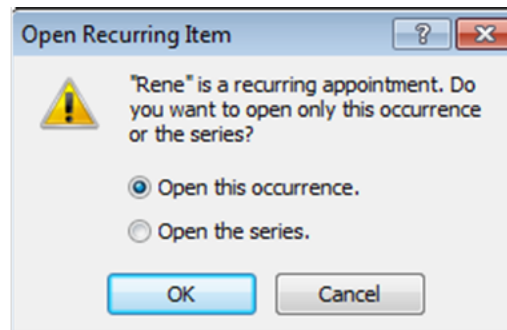 Open Recurring Item
"Rene" is a recurring appointment. Do
you want to open only this occurrence
or the series?
Open this occurrence.
Open the series.
OK
Cancel